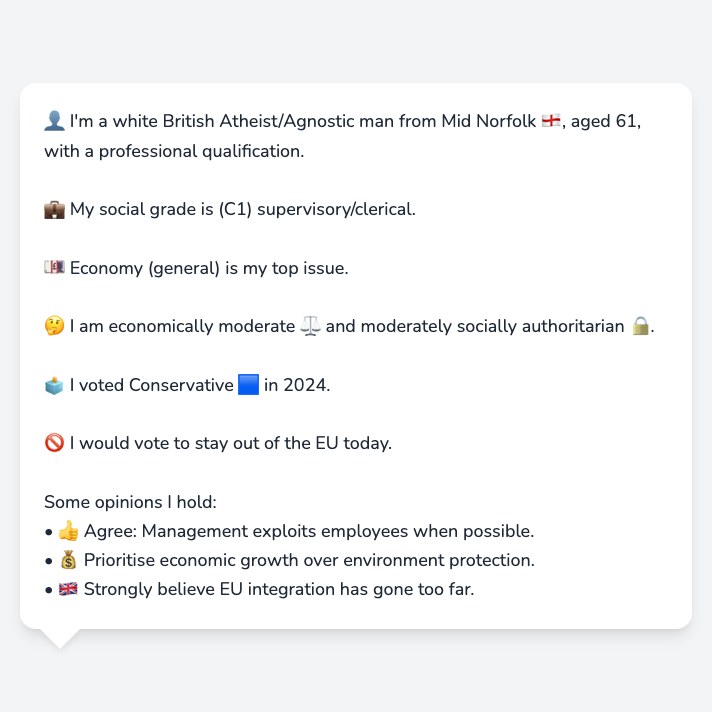 👤 I'm a white British Atheist/Agnostic man from Mid Norfolk 🏴󠁧󠁢󠁥󠁮󠁧󠁿, aged 61,
with a professional qualification.
💼 My social grade is (C1) supervisory/clerical.
💷 Economy (general) is my top issue.
🤔 I am economically moderate ⚖️ and moderately socially authoritarian 🔒.
🗳️ I voted Conservative 🟦 in 2024.
🚫 I would vote to stay out of the EU today.
Some opinions I hold:
• 👍 Agree: Management exploits employees when possible.
• 💰 Prioritise economic growth over environment protection.
• 🇬🇧 Strongly believe EU integration has gone too far.